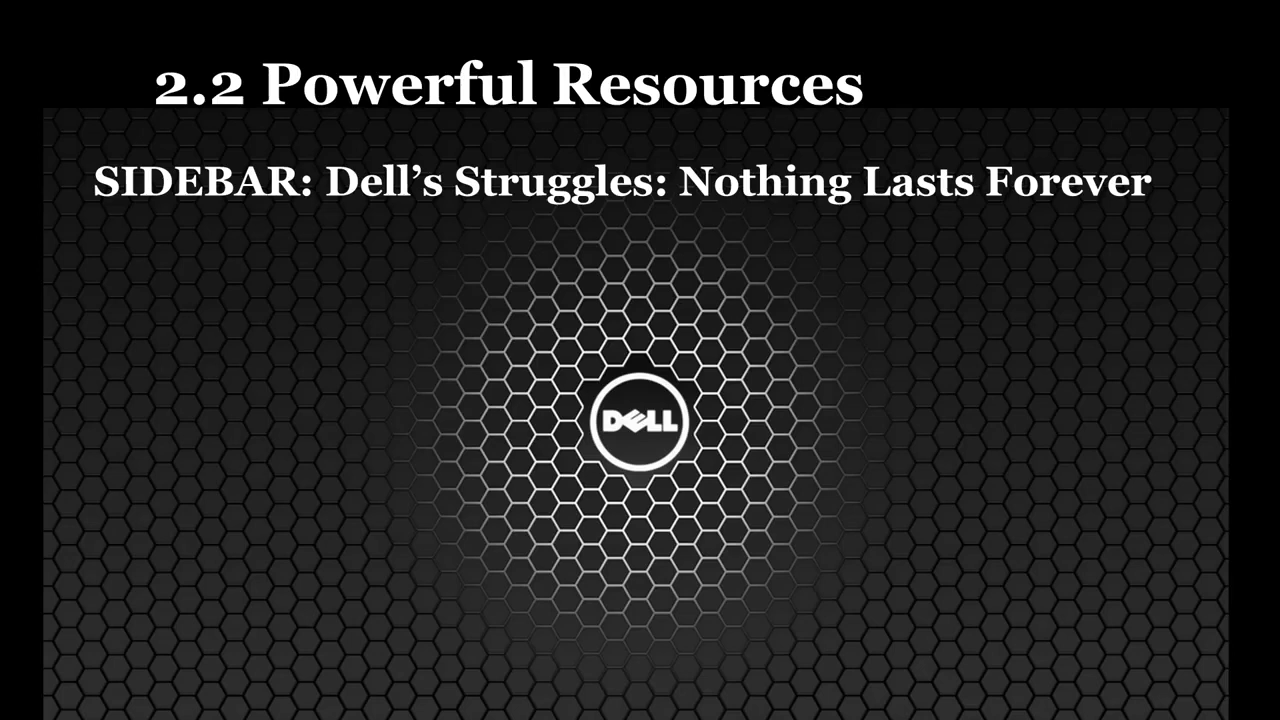 2.2 Powerful Resources
SIDEBAR: Dell’s Struggles: Nothing Lasts Forever
DELL